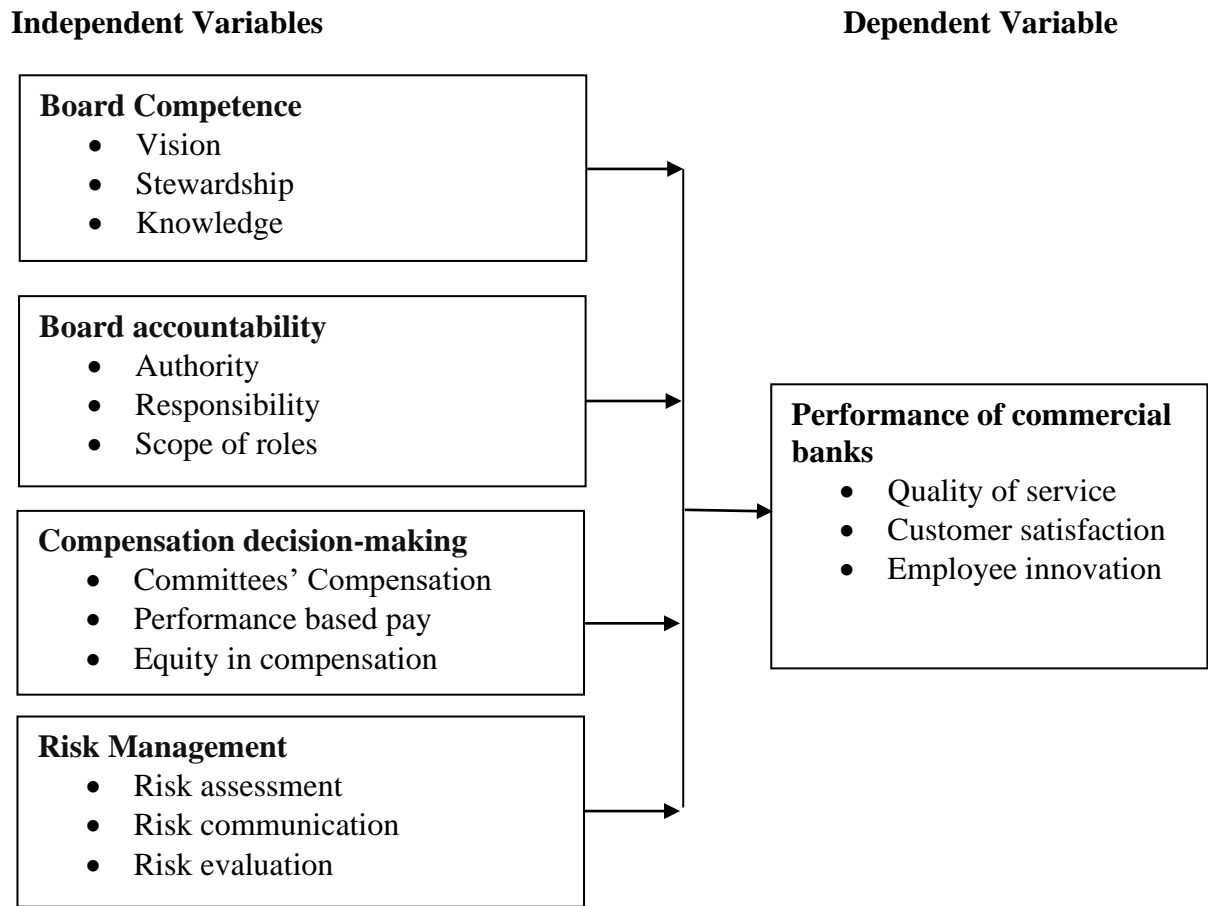 Independent Variables
Dependent Variable
Board Competence
• Vision
• Stewardship
• Knowledge
Board accountability
• Authority
• Responsibility
• Scope of roles
Compensation decision-making
• Committees’ Compensation
• Performance based pay
• Equity in compensation
Risk Management
• Risk assessment
• Risk communication
• Risk evaluation
Performance of commercial
banks
• Quality of service
• Customer satisfaction
• Employee innovation